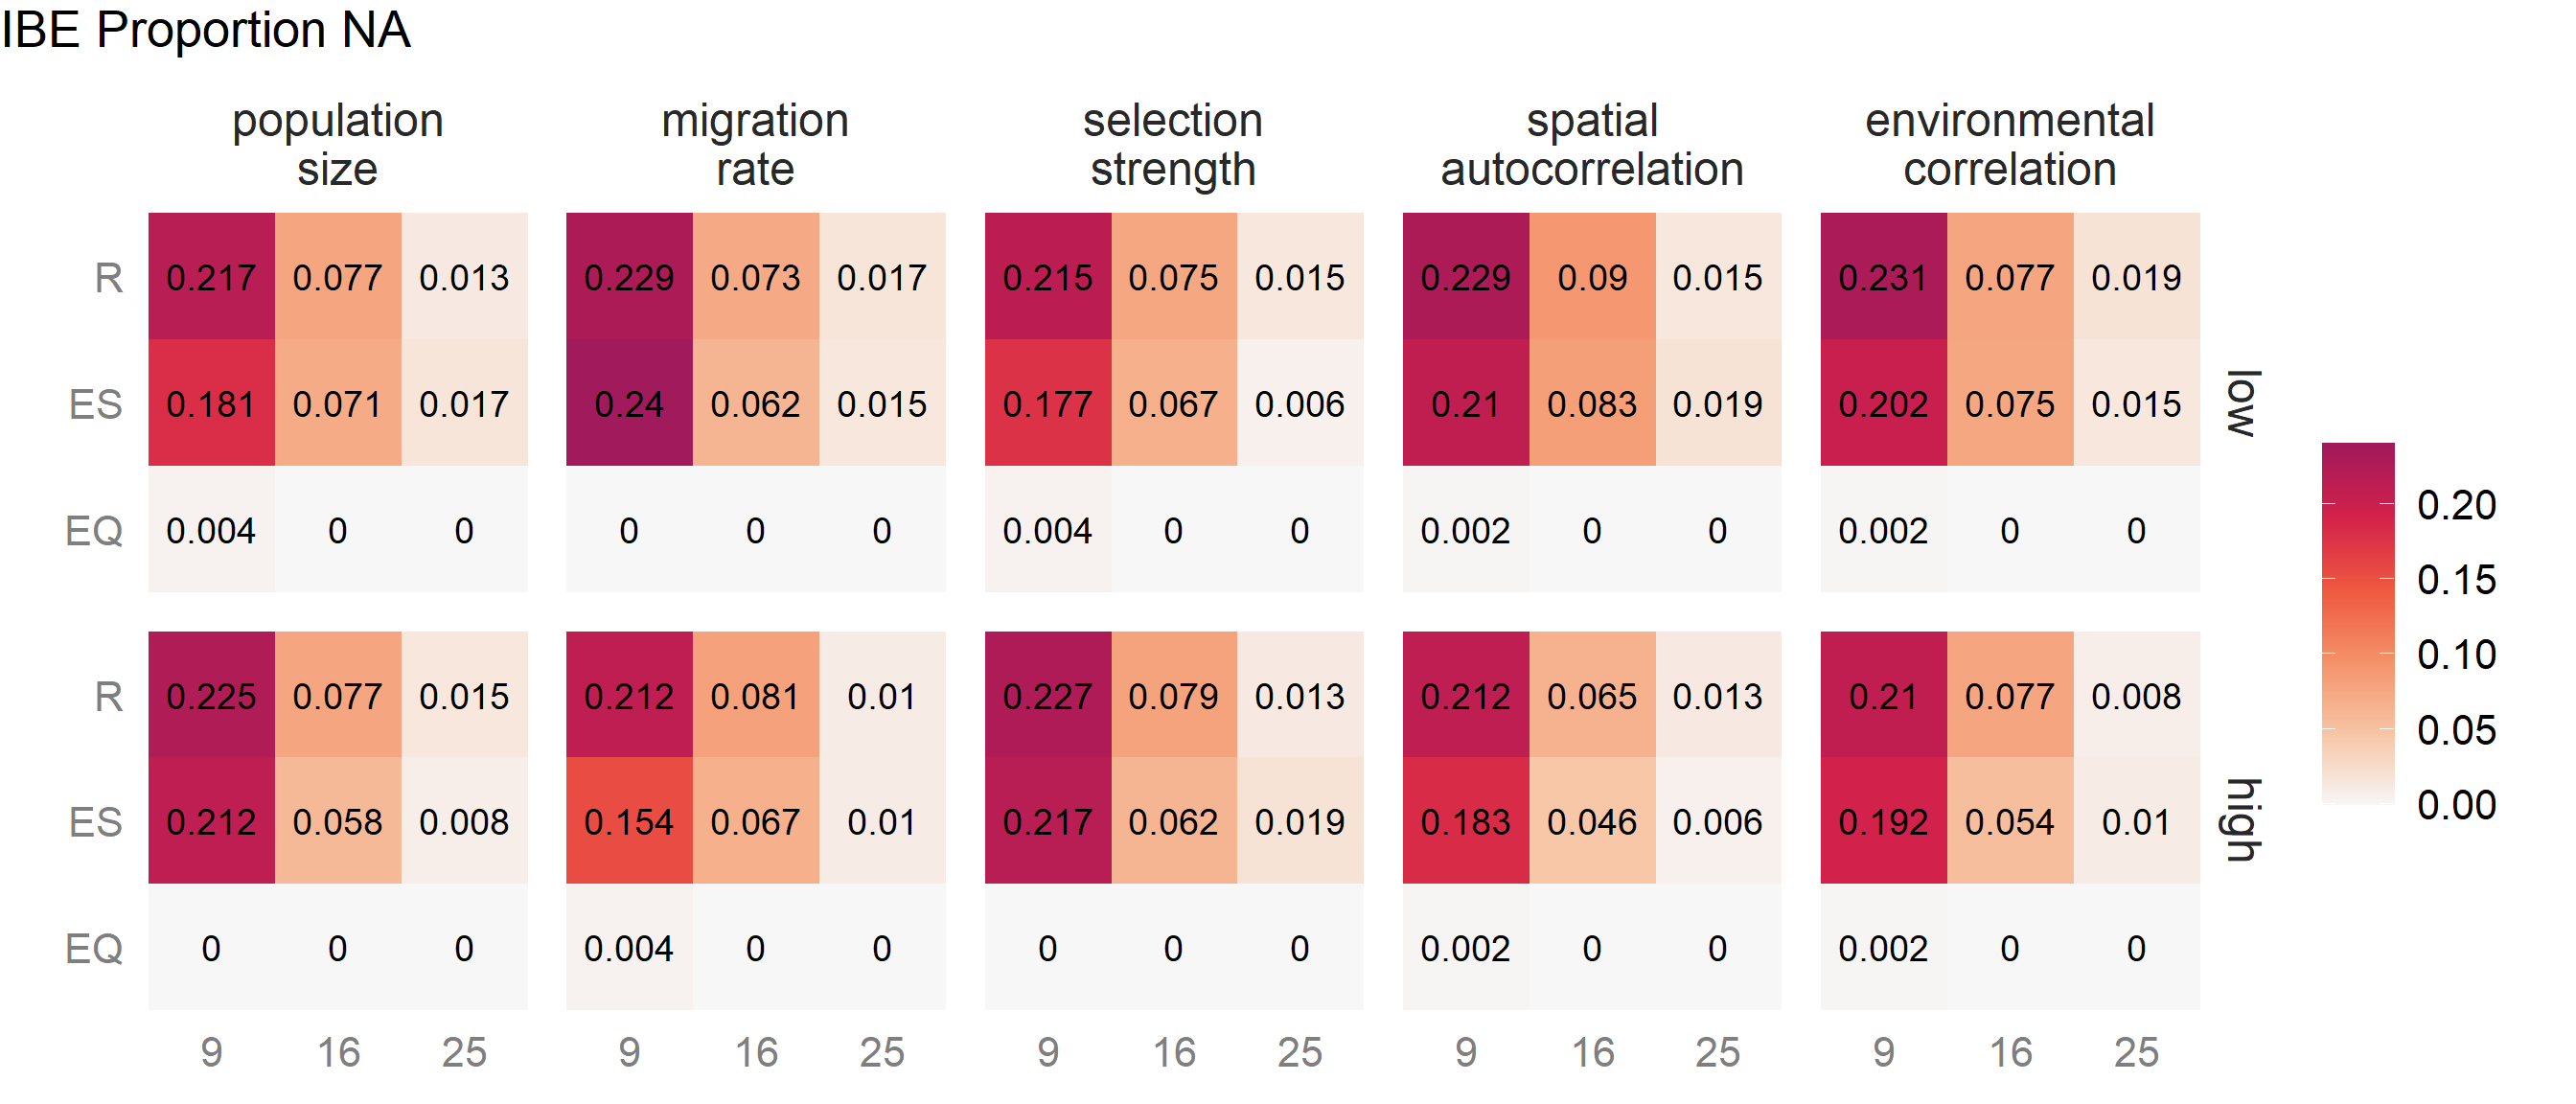 IBE Proportion NA
population migration selection spatial environmental
size rate strength autocorrelation correlation
R 0.217 0.077 0.013 0.229 0.073 0.017 0.215 0.075 0.015 0.229 0.09 0.015 0.231 0.077 0.019
ES 0.181 0.071 0.017 0.24 0.062 0.015 0.177 0.067 0.006 0.21 0.083 0.019 0.202 0.075 0.015
low
EQ 0.004 0 0 0 0 0 0.004 0 0 0.002 0 0 0.002 0 0
R 0.225 0.077 0.015 0.212 0.081 0.01 0.227 0.079 0.013 0.212 0.065 0.013 0.21 0.077 0.008
ES 0.212 0.058 0.008 0.154 0.067 0.01 0.217 0.062 0.019 0.183 0.046 0.006 0.192 0.054 0.01
high
EQ 0 0 0 0.004 0 0 0 0 0 0.002 0 0 0.002 0 0
9 16 25 9 16 25 9 16 25 9 16 25 9 16 25
0.20
0.15
0.10
0.05
0.00